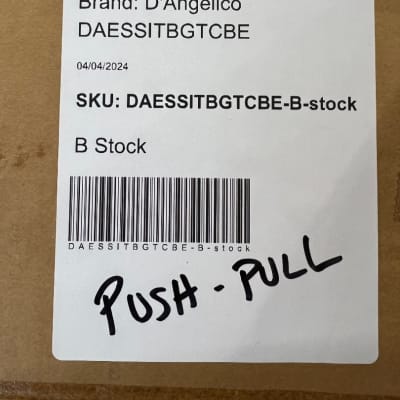 Brand: D'Angelico
DAESSITBGTCBE
04/04/2024
SKU: DAESSITBGTCBE-B-stock
B Stock
DAESSITBGTCBE-B-stock
PUSH - PULL